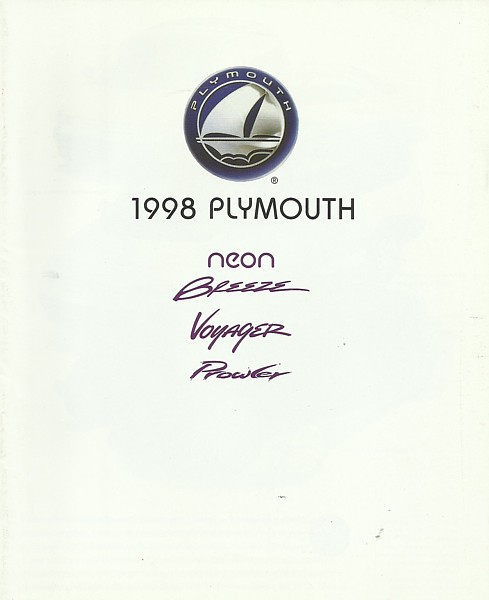 PLYMOUTH
®
1998 PLYMOUTH
neon
Breeze
Voyager
Prowler